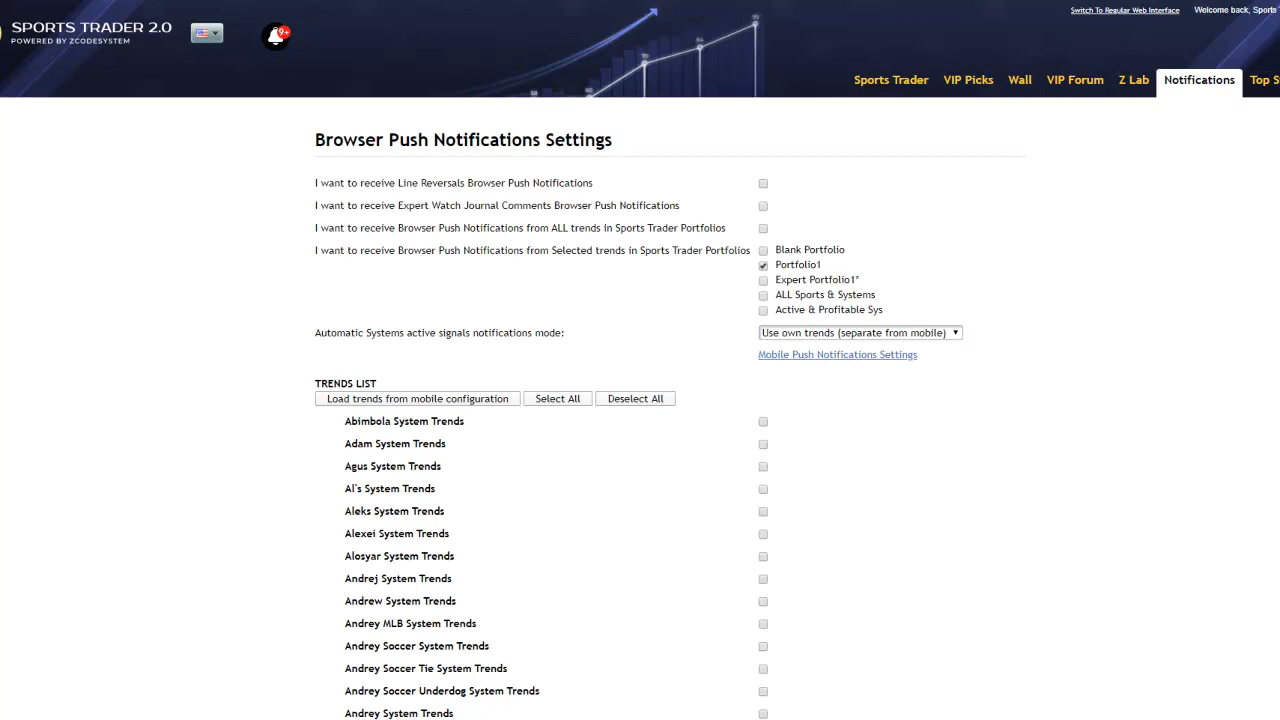 Switch To Regular Web Interface Welcome back, Sports
SPORTS TRADER 2.0
POWERED BY ZCODESYSTEM
9+
Sports Trader VIP Picks Wall VIP Forum Z Lab Notifications Top S
Browser Push Notifications Settings
I want to receive Line Reversals Browser Push Notifications
I want to receive Expert Watch Journal Comments Browser Push Notifications
I want to receive Browser Push Notifications from ALL trends in Sports Trader Portfolios
I want to receive Browser Push Notifications from Selected trends in Sports Trader Portfolios Blank Portfolio
Portfolio1
Expert Portfolio1*
ALL Sports & Systems
Active & Profitable Sys
Automatic Systems active signals notifications mode: Use own trends (separate from mobile)
Mobile Push Notifications Settings
TRENDS LIST
Load trends from mobile configuration Select All Deselect All
Abimbola System Trends
Adam System Trends
Agus System Trends
Al's System Trends
Aleks System Trends
Alexei System Trends
Alosyar System Trends
Andrej System Trends
Andrew System Trends
Andrey MLB System Trends
Andrey Soccer System Trends
Andrey Soccer Tie System Trends
Andrey Soccer Underdog System Trends
Andrey System Trends